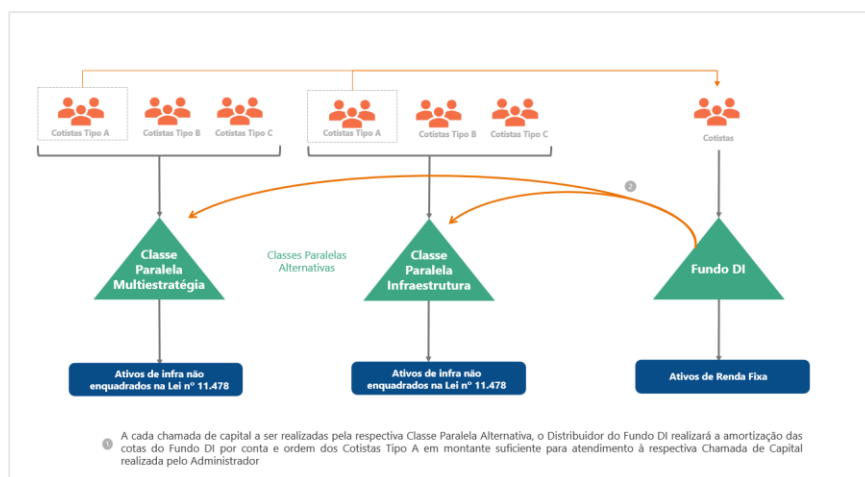 Cotistas Tipo A
Cotistas Tipo B
Cotistas Tipo C
Cotistas Tipo A
Cotistas Tipo B
Cotistas Tipo C
Cotistas
2
Classe
Paralela
Multiestratégia
Classes Paralelas
Alternativas
Classe
Paralela
Infraestrutura
Fundo DI
Ativos de infra não
enquadrados na Lei nº 11.478
Ativos de infra não
enquadrados na Lei nº 11.478
Ativos de Renda Fixa
1 A cada chamada de capital a ser realizadas pela respectiva Classe Paralela Alternativa, o Distribuidor do Fundo DI realizará a amortização das
cotas do Fundo DI por conta e ordem dos Cotistas Tipo A em montante suficiente para atendimento à respectiva Chamada de Capital
realizada pelo Administrador